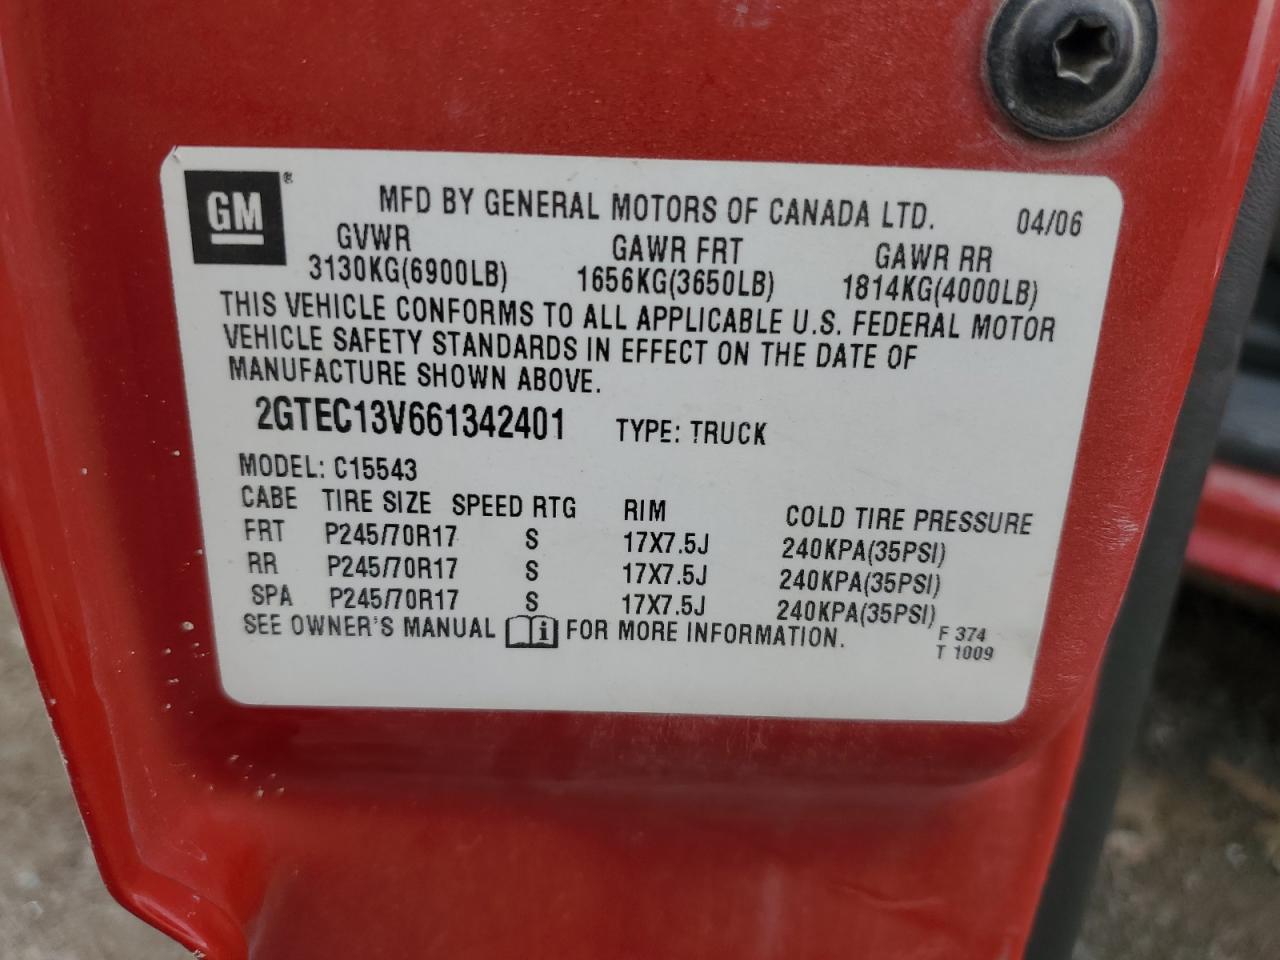 GM®
MFD BY GENERAL MOTORS OF CANADA LTD. 04/06
GVWR GAWR FRT GAWR RR
3130KG(6900LB) 1656KG(3650LB) 1814KG(4000LB)
THIS VEHICLE CONFORMS TO ALL APPLICABLE U.S. FEDERAL MOTOR
VEHICLE SAFETY STANDARDS IN EFFECT ON THE DATE OF
MANUFACTURE SHOWN ABOVE.
2GTEC13V661342401 TYPE: TRUCK
MODEL: C15543
CABE TIRE SIZE SPEED RTG RIM COLD TIRE PRESSURE
FRT P245/70R17 S 17X7.5J 240KPA(35PSI)
RR P245/70R17 S 17X7.5J 240KPA(35PSI)
SPA P245/70R17 S 17X7.5J 240KPA(35PSI)
SEE OWNER'S MANUAL FOR MORE INFORMATION.
F 374
T 1009